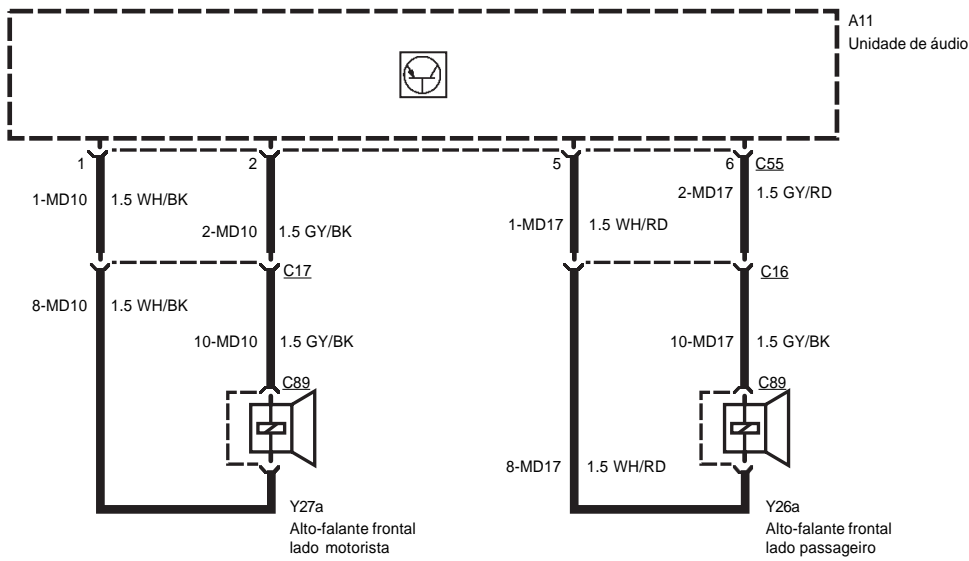 A11
Unidade de áudio
1
2
5
6 C55
1-MD10 1.5 WH/BK
2-MD17 1.5 GY/RD
2-MD10 1.5 GY/BK
1-MD17 1.5 WH/RD
C17
C16
8-MD10 1.5 WH/BK
10-MD10 1.5 GY/BK
10-MD17 1.5 GY/BK
C89
C89
8-MD17 1.5 WH/RD
Y27a
Alto-falante frontal
lado motorista
Y26a
Alto-falante frontal
lado passageiro